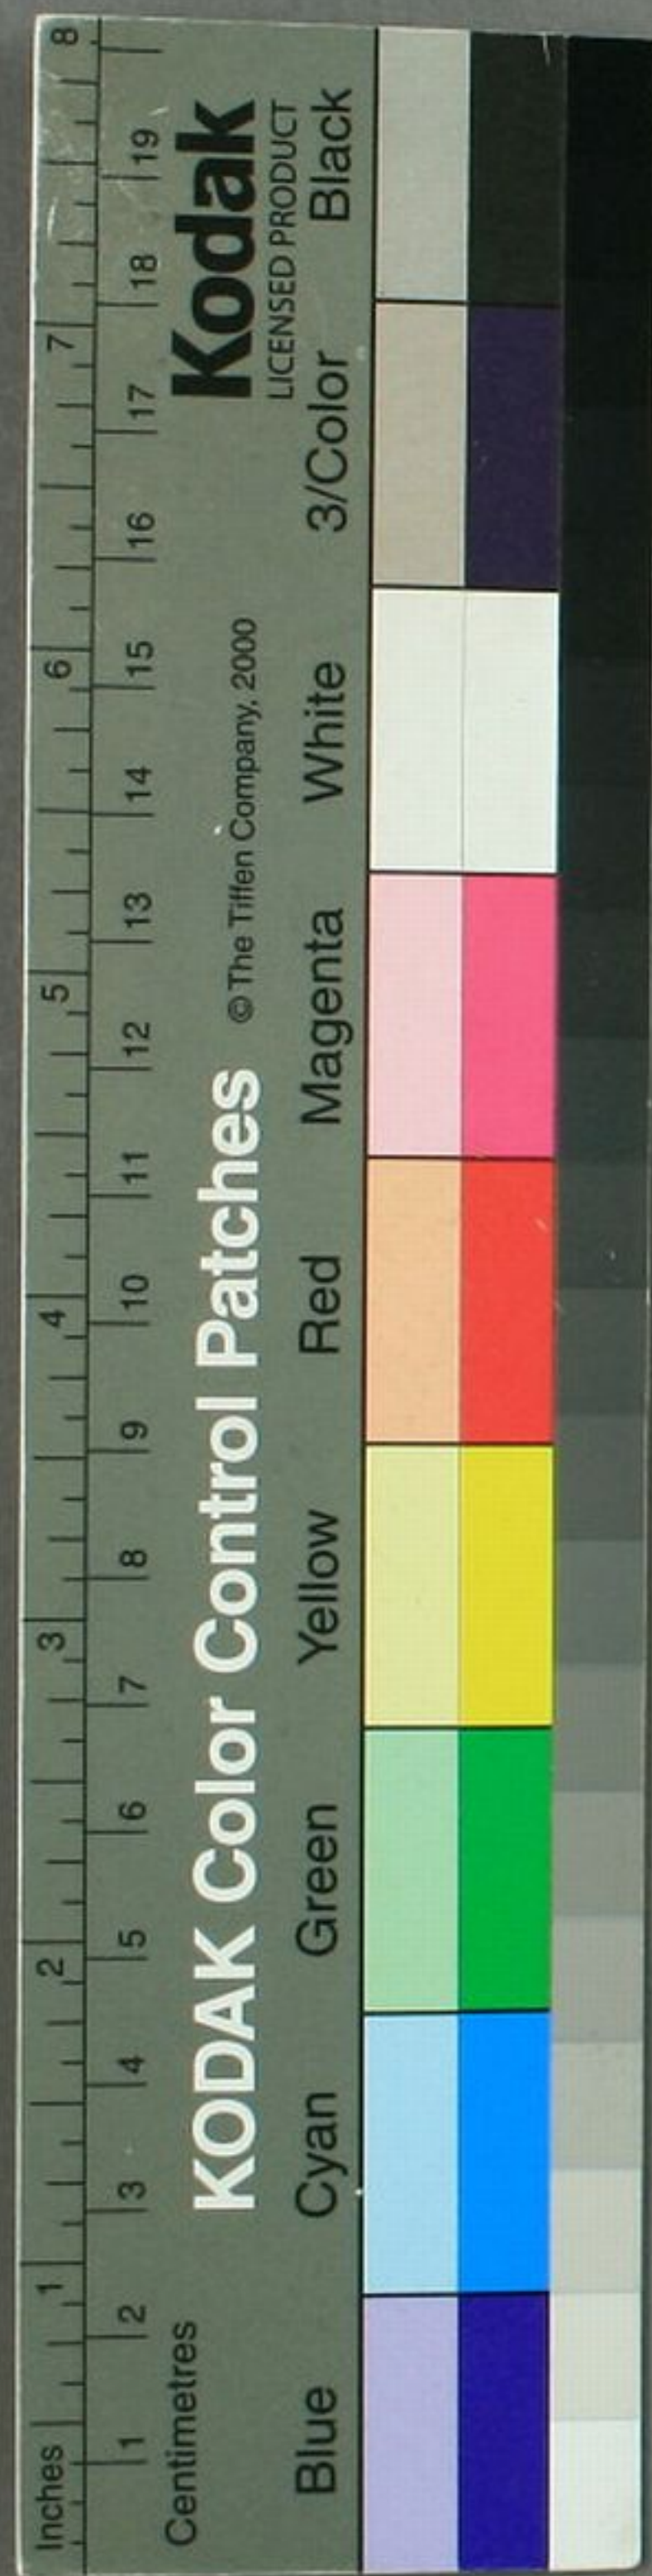 Inches 1 2 3 4 5 6 7 8
1 2 3 4 5 6 7 8 9 10 11 12 13 14 15 16 17 18 19
Centimetres
KODAK Color Control Patches © The Tiffen Company, 2000 Kodak
LICENSED PRODUCT
Blue Cyan Green Yellow Red Magenta White 3/Color Black